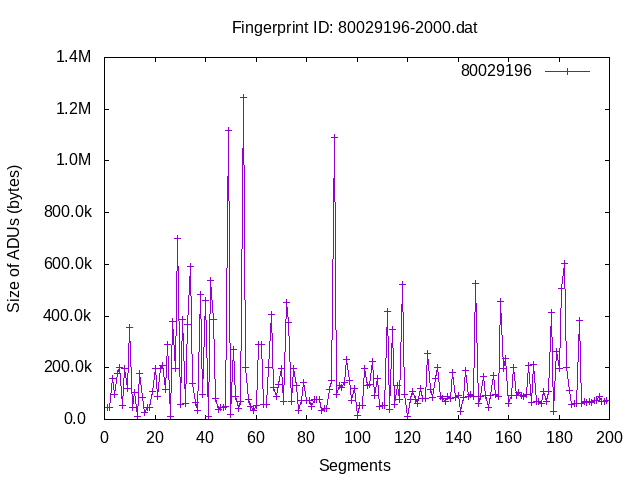 Fingerprint ID: 80029196-2000.dat
1.4M
80029196
1.2M
1.0M
800.0k
600.0k
400.0k
200.0k
0.0
Size of ADUs (bytes)
0 20 40 60 80 100 120 140 160 180 200
Segments